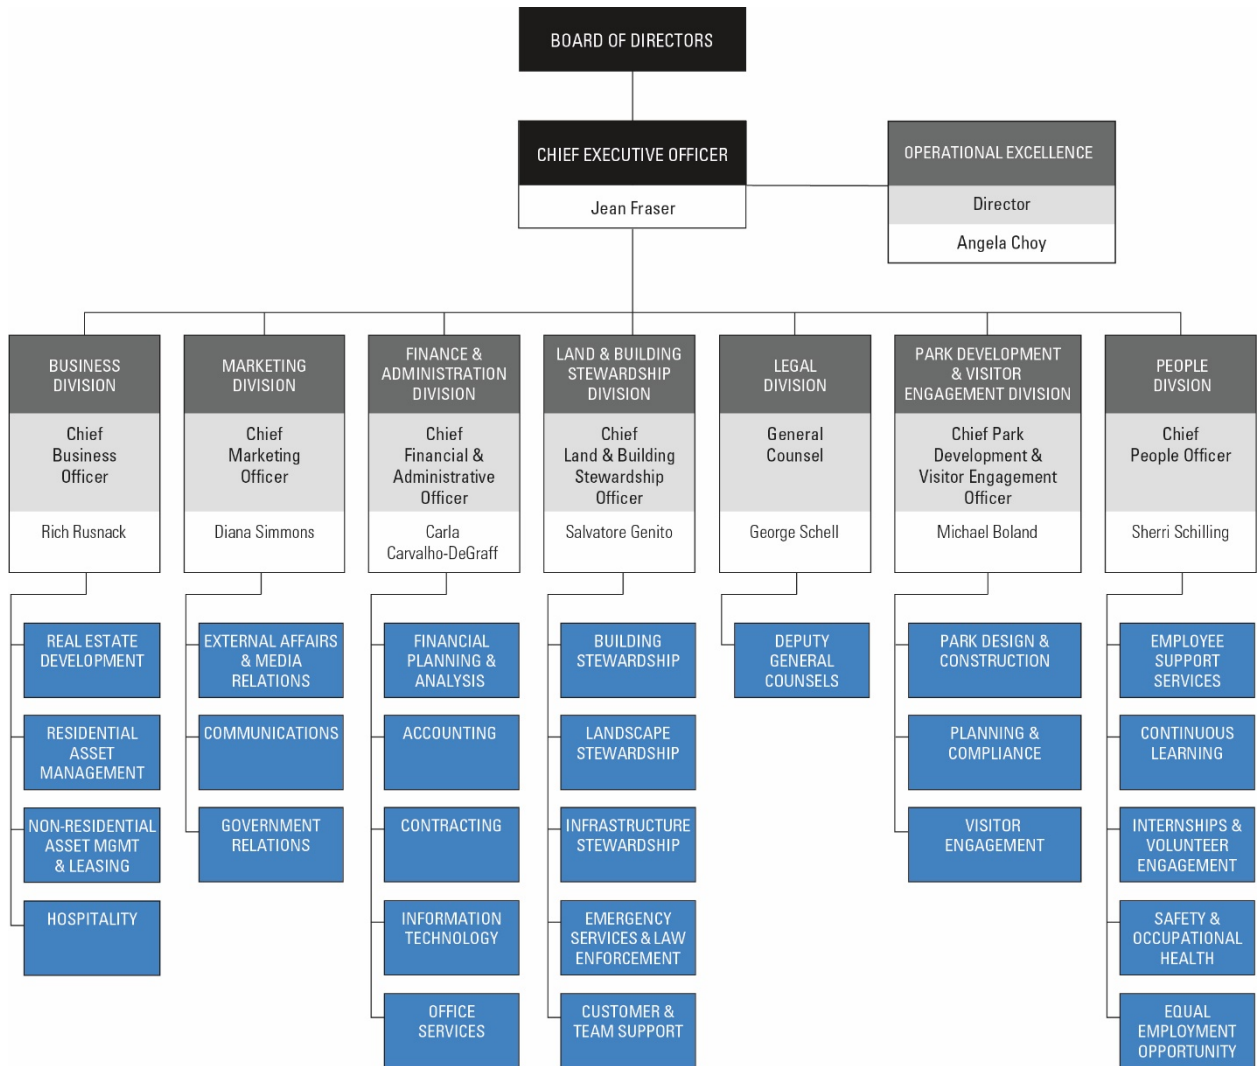 BOARD OF DIRECTORS
CHIEF EXECUTIVE OFFICER
Jean Fraser
OPERATIONAL EXCELLENCE
Director
Angela Choy
BUSINESS
DIVISION
Chief
Business
Officer
Rich Rusnack
REAL ESTATE
DEVELOPMENT
RESIDENTIAL
ASSET
MANAGEMENT
NON-RESIDENTIAL
ASSET MGMT
& LEASING
HOSPITALITY
MARKETING
DIVISION
Chief
Marketing
Officer
Diana Simmons
EXTERNAL AFFAIRS
& MEDIA
RELATIONS
COMMUNICATIONS
GOVERNMENT
RELATIONS
FINANCE &
ADMINISTRATION
DIVISION
Chief
Financial &
Administrative
Officer
Carla
Carvalho-DeGraff
FINANCIAL
PLANNING &
ANALYSIS
ACCOUNTING
CONTRACTING
INFORMATION
TECHNOLOGY
OFFICE
SERVICES
LAND & BUILDING
STEWARDSHIP
DIVISION
Chief
Land & Building
Stewardship
Officer
Salvatore Genito
BUILDING
STEWARDSHIP
LANDSCAPE
STEWARDSHIP
INFRASTRUCTURE
STEWARDSHIP
EMERGENCY
SERVICES & LAW
ENFORCEMENT
CUSTOMER &
TEAM SUPPORT
LEGAL
DIVISION
General
Counsel
George Schell
DEPUTY
GENERAL
COUNSELS
PARK DEVELOPMENT
& VISITOR
ENGAGEMENT DIVISION
Chief Park
Development &
Visitor Engagement
Officer
Michael Boland
PARK DESIGN &
CONSTRUCTION
PLANNING &
COMPLIANCE
VISITOR
ENGAGEMENT
PEOPLE
DIVSION
Chief
People Officer
Sherri Schilling
EMPLOYEE
SUPPORT
SERVICES
CONTINUOUS
LEARNING
INTERNSHIPS &
VOLUNTEER
ENGAGEMENT
SAFETY &
OCCUPATIONAL
HEALTH
EQUAL
EMPLOYMENT
OPPORTUNITY